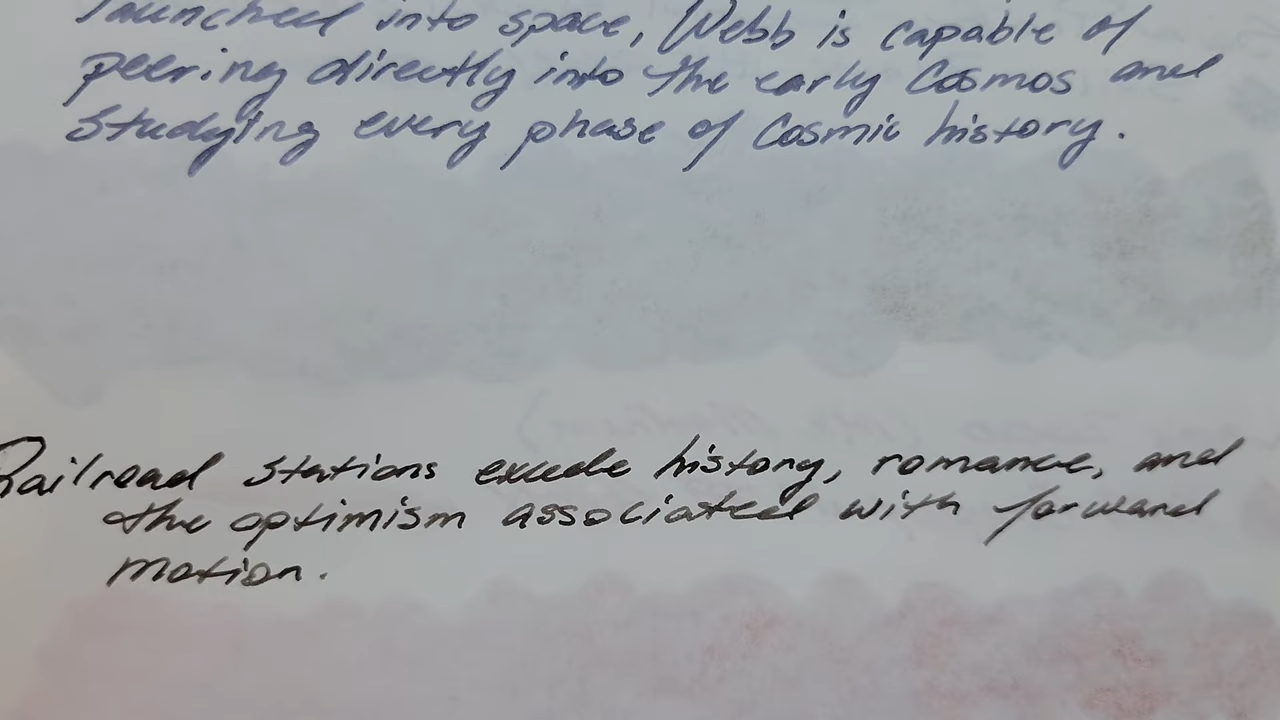 launched into space, Webb is capable of
peering directly into the early Cosmos and
Studying every phase of Cosmic history.
Railroad Stations exude history, romance, and
the optimism associated with forward
motion.